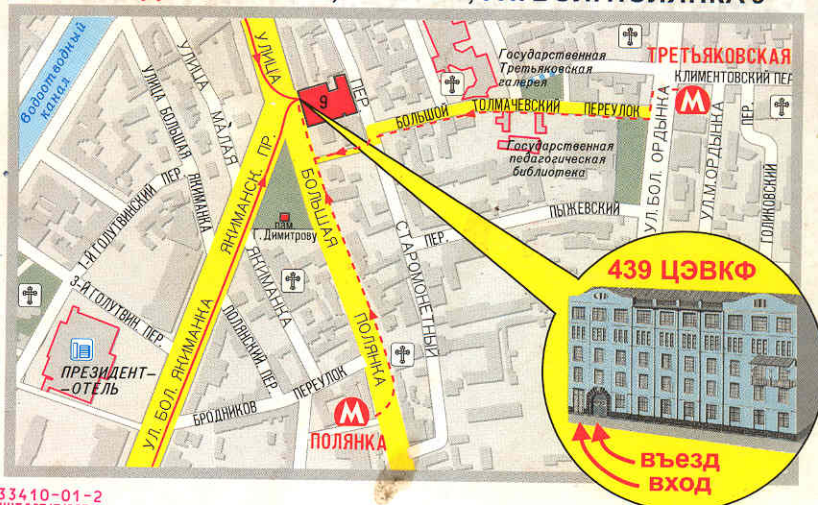 ПОЛЯНКА 9
Водоотводный
канал
УЛИЦА БОЛЬШАЯ ЯКИМАНКА
УЛИЦА
МАЛАЯ
ЯКИМАНКА
УЛИЦА
БОЛЬШАЯ
ПОЛЯНКА
9
ПЕР
Государственная
Третьяковская
галерея
ТРЕТЬЯКОВСКАЯ
М
КЛИМЕНТОВСКИЙ ПЕР
БОЛЬШОЙ ТОЛМАЧЕВСКИЙ ПЕРЕУЛОК
Государственная
педагогическая
библиотека
УЛ. БОЛ. ОРДЫНКА
УЛ.М.ОРДЫНКА
ПЕР.
ГОЛИКОВСКИЙ
ПЫЖЕВСКИЙ
ПЕР.
СТАРОМОНЕТНЫЙ
ЯКИМАНСК. ПР.
пам
Г. Димитрову
1-Й ГОЛУТВИНСКИЙ ПЕР.
3-Й ГОЛУТВИН. ПЕР.
ПРЕЗИДЕНТ-
-ОТЕЛЬ
УЛ. БОЛ. ЯКИМАНКА
ПОЛЯНСКИЙ ПЕР.
БРОДНИКОВ ПЕРЕУЛОК
М
ПОЛЯНКА
439 ЦЭВКФ
въезд
вход
33410-01-2